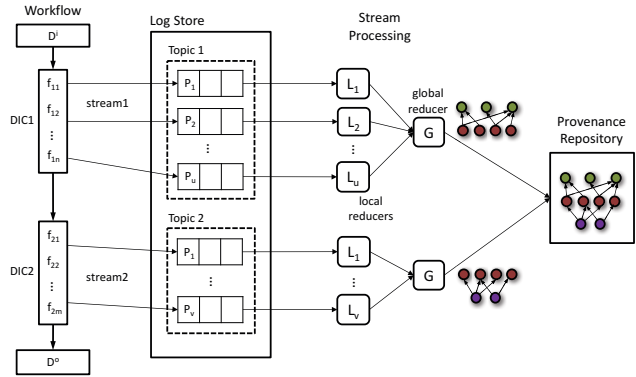 Workflow
Dⁱ
DIC1
f₁₁
f₁₂
⋮
f₁ₙ
stream1
DIC2
f₂₁
f₂₂
⋮
f₂ₘ
stream2
Dᵒ
Log Store
Topic 1
P₁
P₂
⋮
Pᵤ
Topic 2
P₁
⋮
Pᵥ
Stream
Processing
L₁
L₂
⋮
Lᵤ
local
reducers
L₁
⋮
Lᵥ
global
reducer
G
G
Provenance
Repository